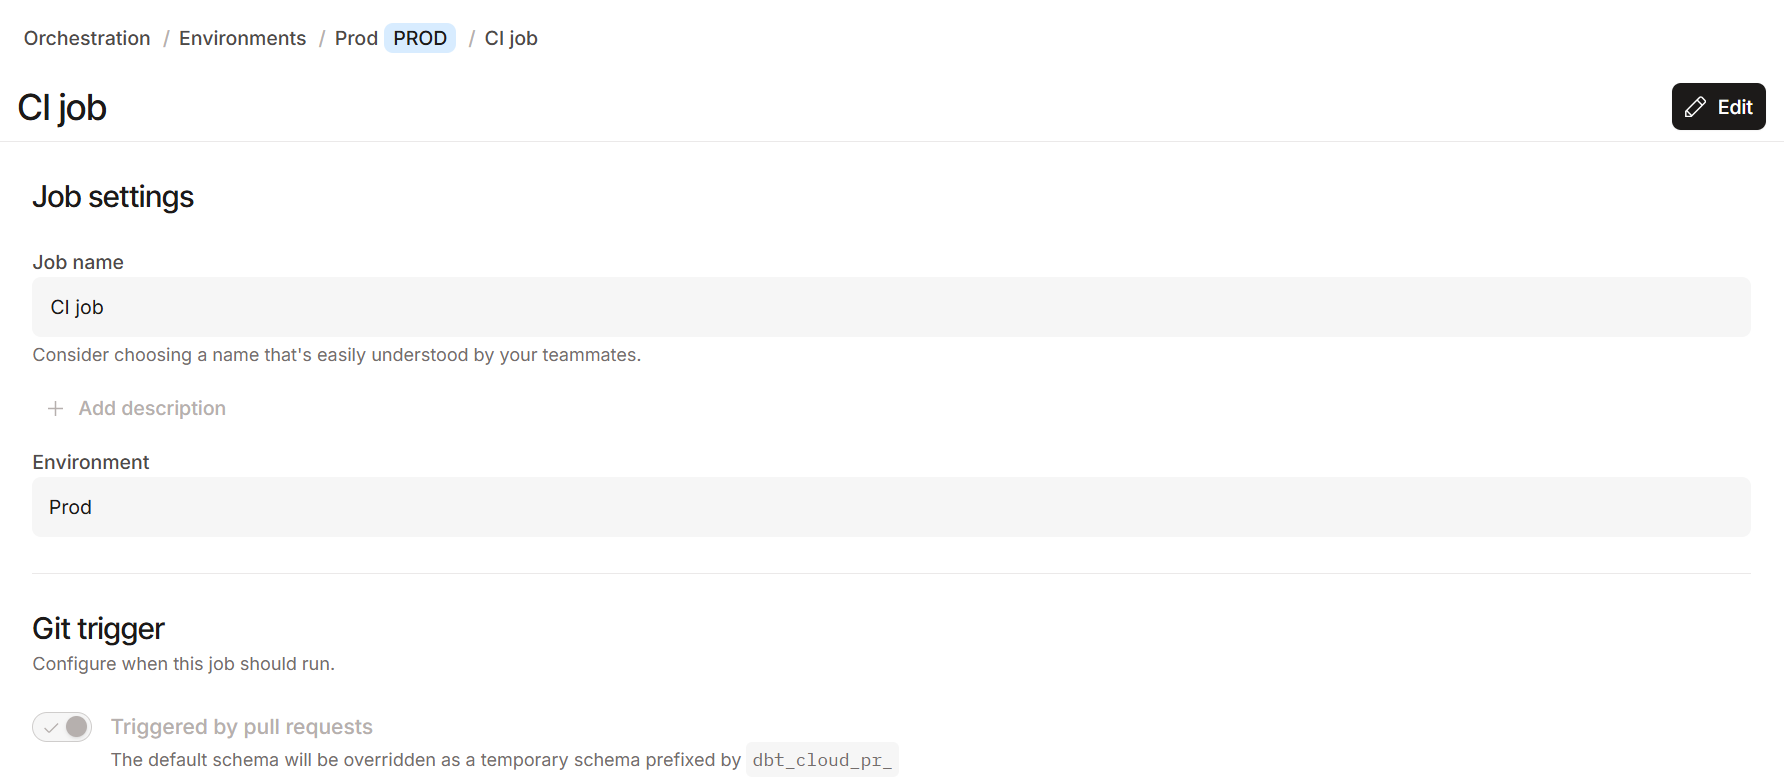 Orchestration / Environments / Prod PROD / CI job
CI job
Edit
Job settings
Job name
CI job
Consider choosing a name that's easily understood by your teammates.
+ Add description
Environment
Prod
Git trigger
Configure when this job should run.
Triggered by pull requests
The default schema will be overridden as a temporary schema prefixed by dbt_cloud_pr_